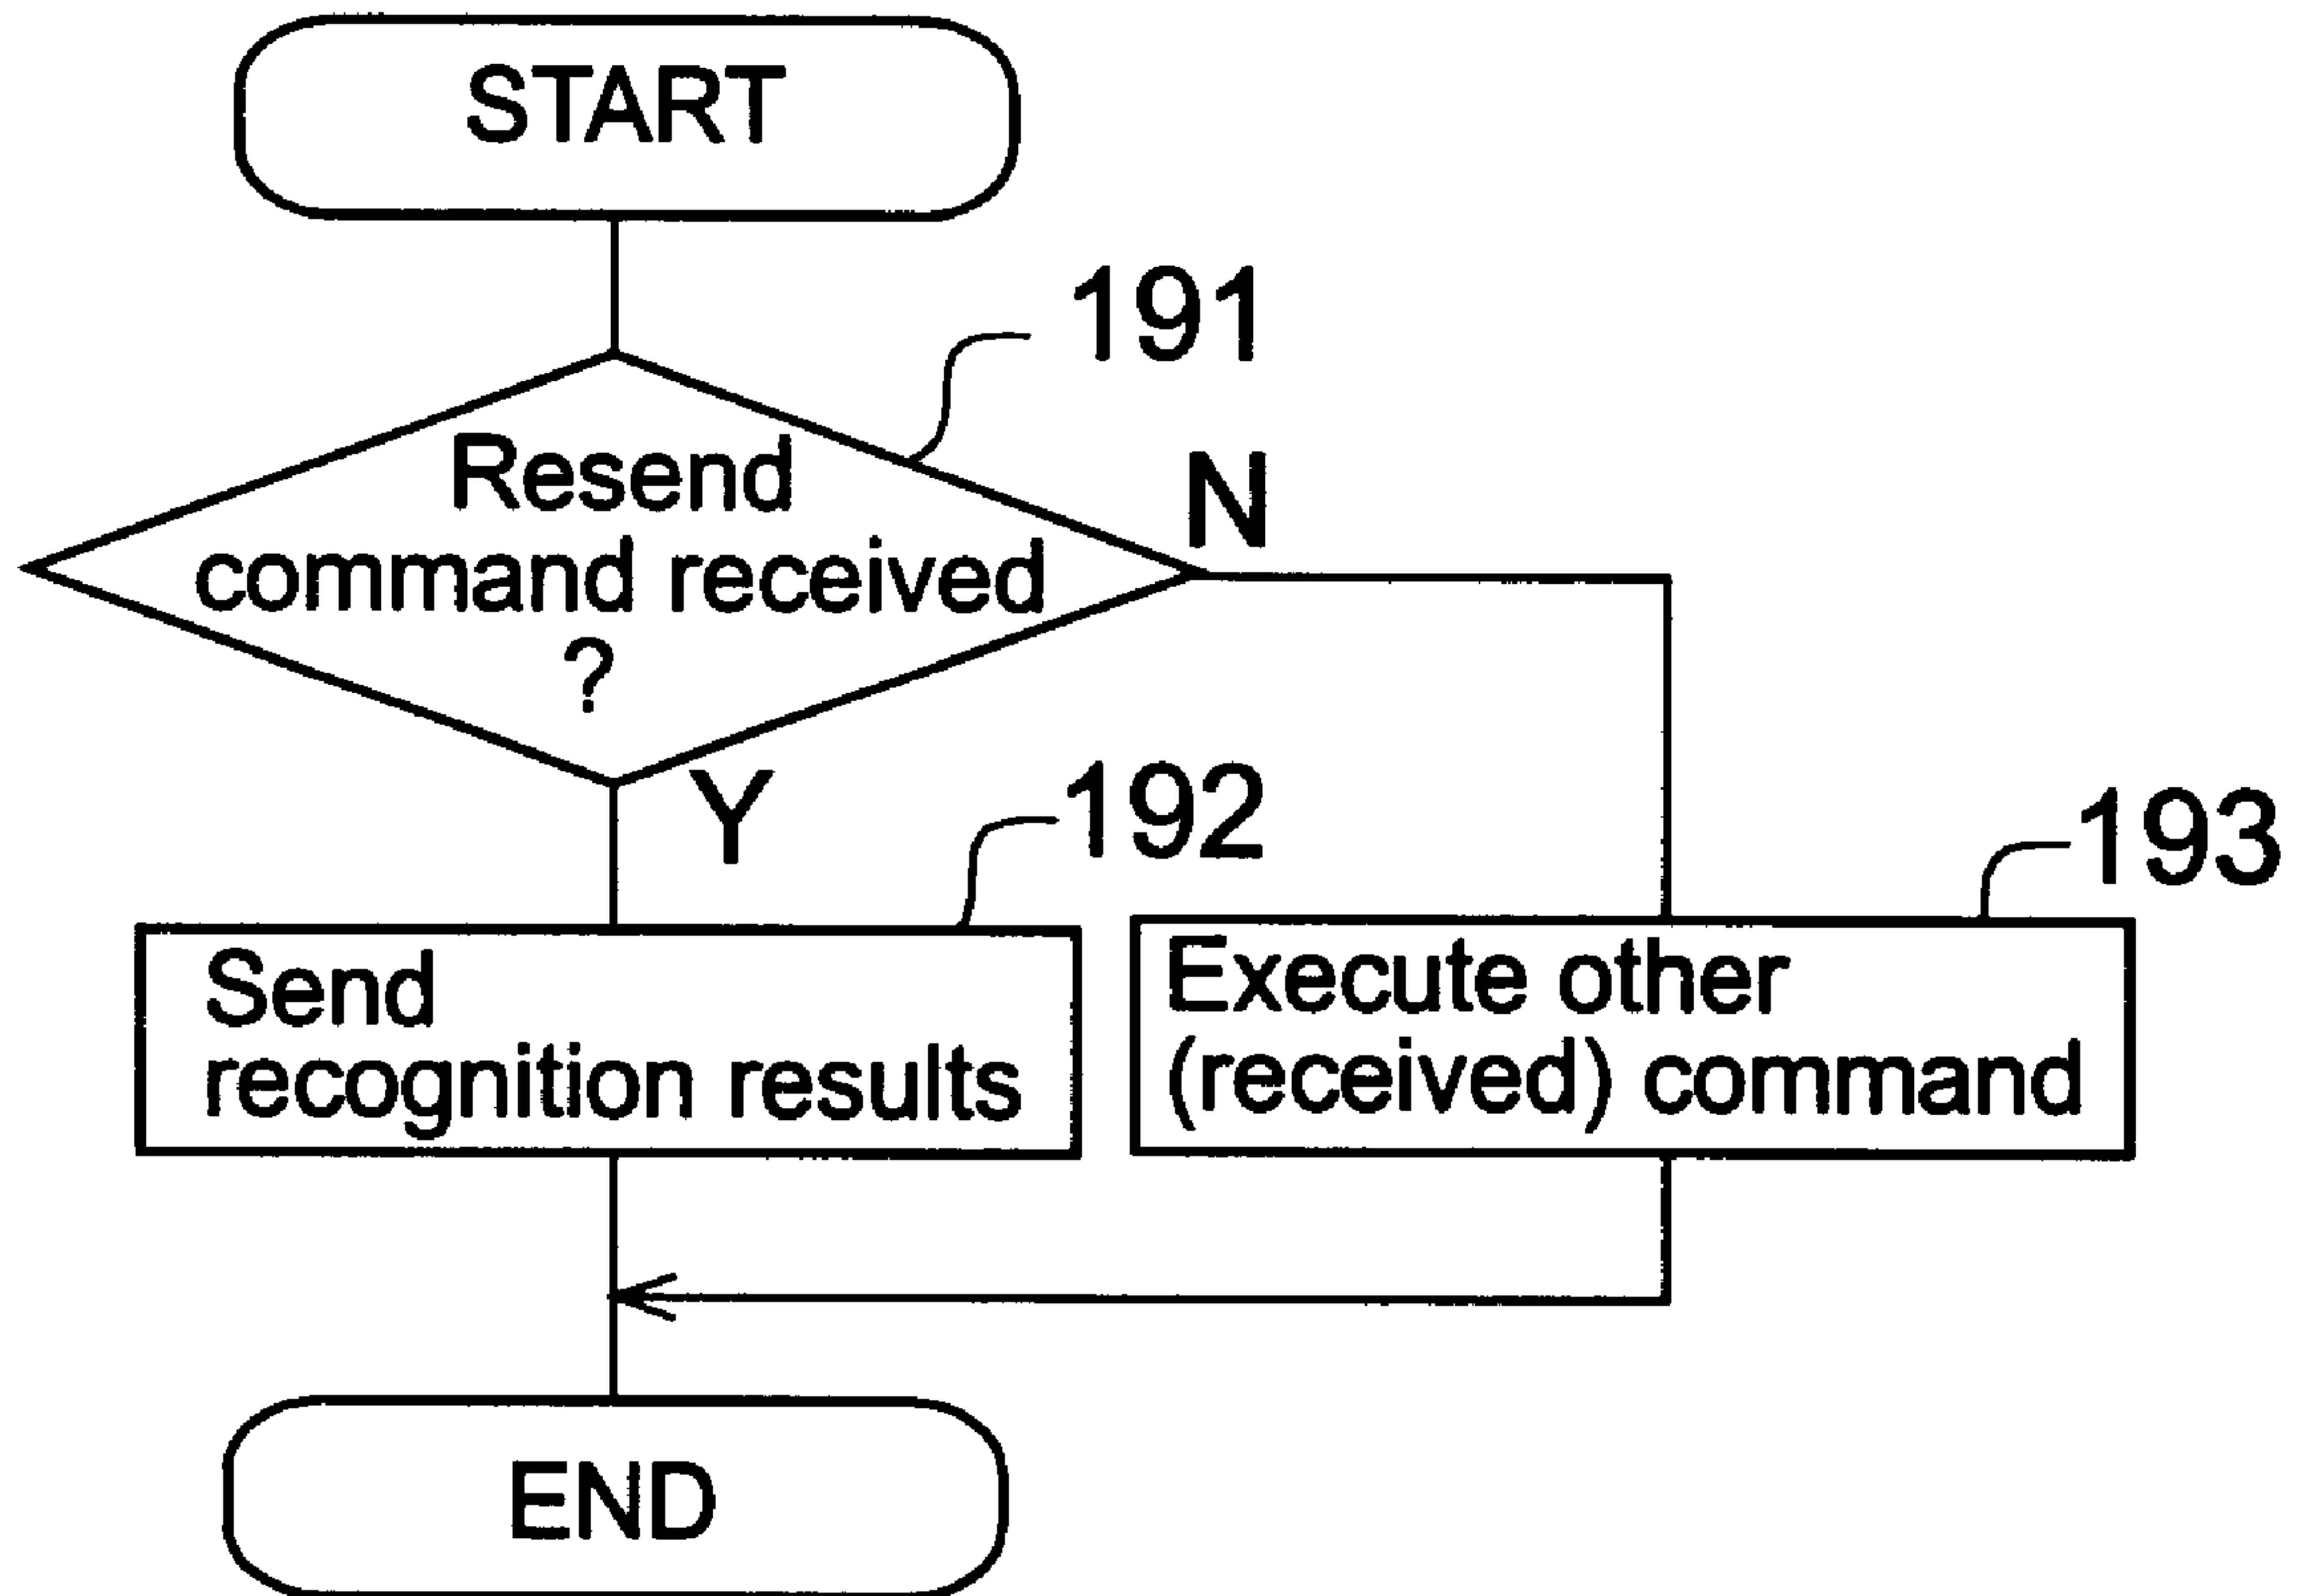 START
191
Resend
command received
?
N
Y
192
193
Send
recognition results
Execute other
(received) command
END